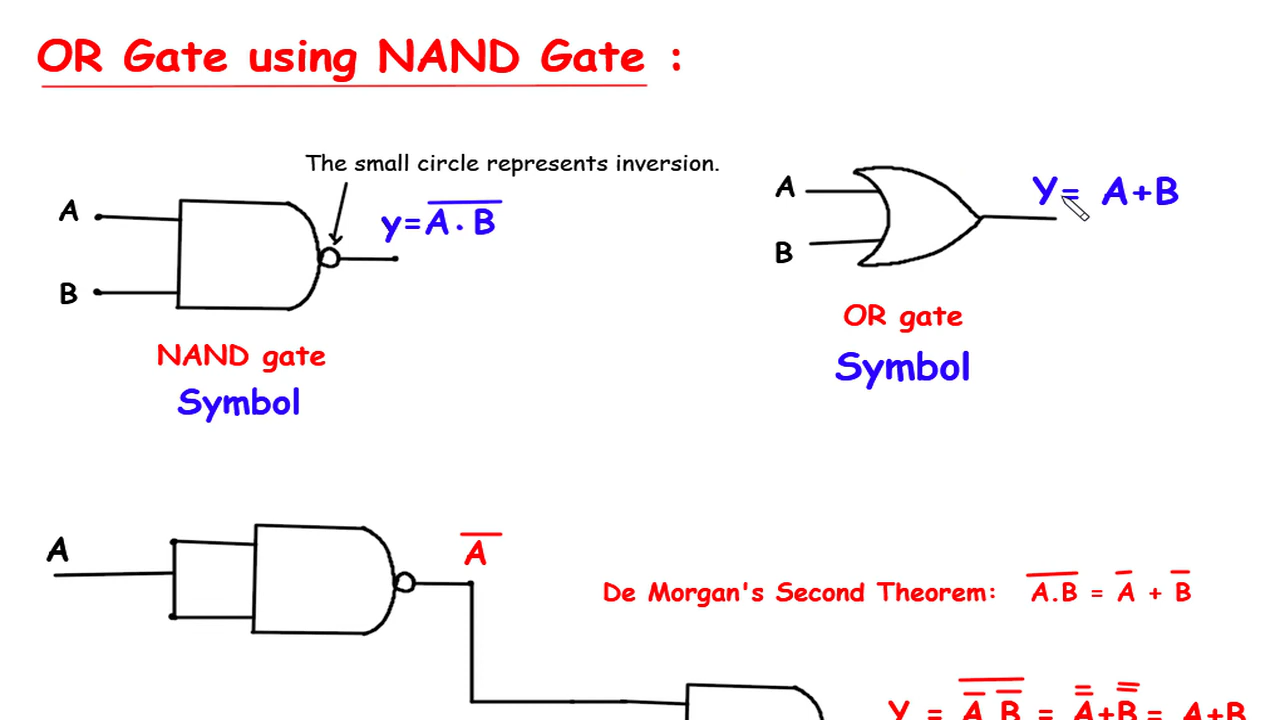 OR Gate using NAND Gate :
The small circle represents inversion.
A
B
y=A̅ ̅·̅ ̅B̅
NAND gate
Symbol
A
B
Y= A+B
OR gate
Symbol
A
A̅
De Morgan's Second Theorem: A̅.̅B̅ = A̅ + B̅
Y = A̅̅ B̅̅ = A̿+B̿ = A+B